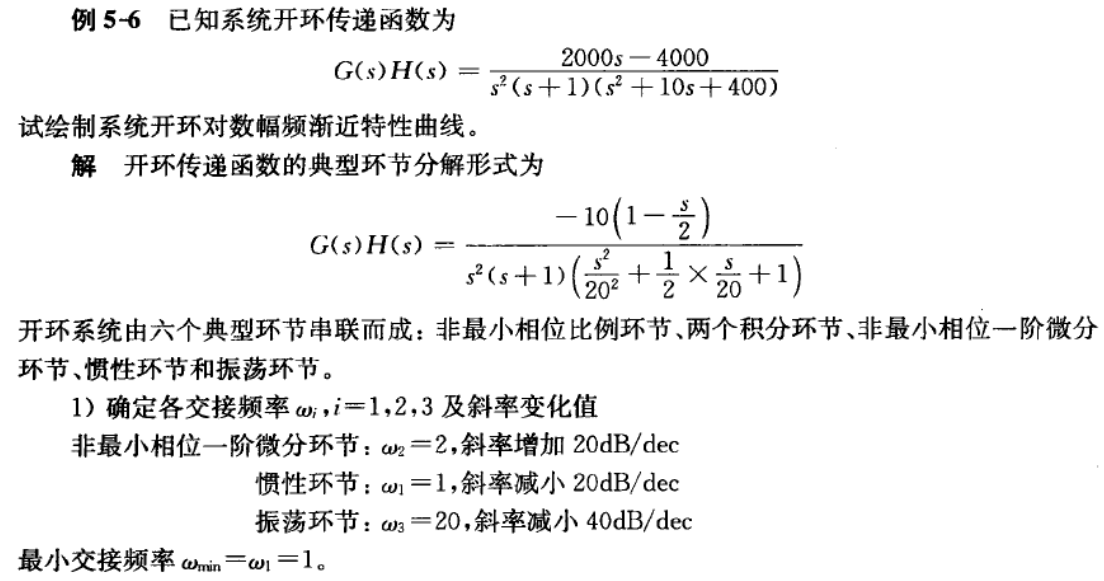 例 5-6 已知系统开环传递函数为
G(s)H(s) = \frac{2000s-4000}{s^2(s+1)(s^2+10s+400)}
试绘制系统开环对数幅频渐近特性曲线。
解 开环传递函数的典型环节分解形式为
G(s)H(s) = \frac{-10\left(1-\frac{s}{2}\right)}{s^2(s+1)\left(\frac{s^2}{20^2}+\frac{1}{2}\times\frac{s}{20}+1\right)}
开环系统由六个典型环节串联而成：非最小相位比例环节、两个积分环节、非最小相位一阶微分
环节、惯性环节和振荡环节。
1) 确定各交接频率 ω_i, i=1,2,3 及斜率变化值
非最小相位一阶微分环节：ω_2=2,斜率增加 20dB/dec
惯性环节：ω_1=1,斜率减小 20dB/dec
振荡环节：ω_3=20,斜率减小 40dB/dec
最小交接频率 ω_min=ω_1=1。